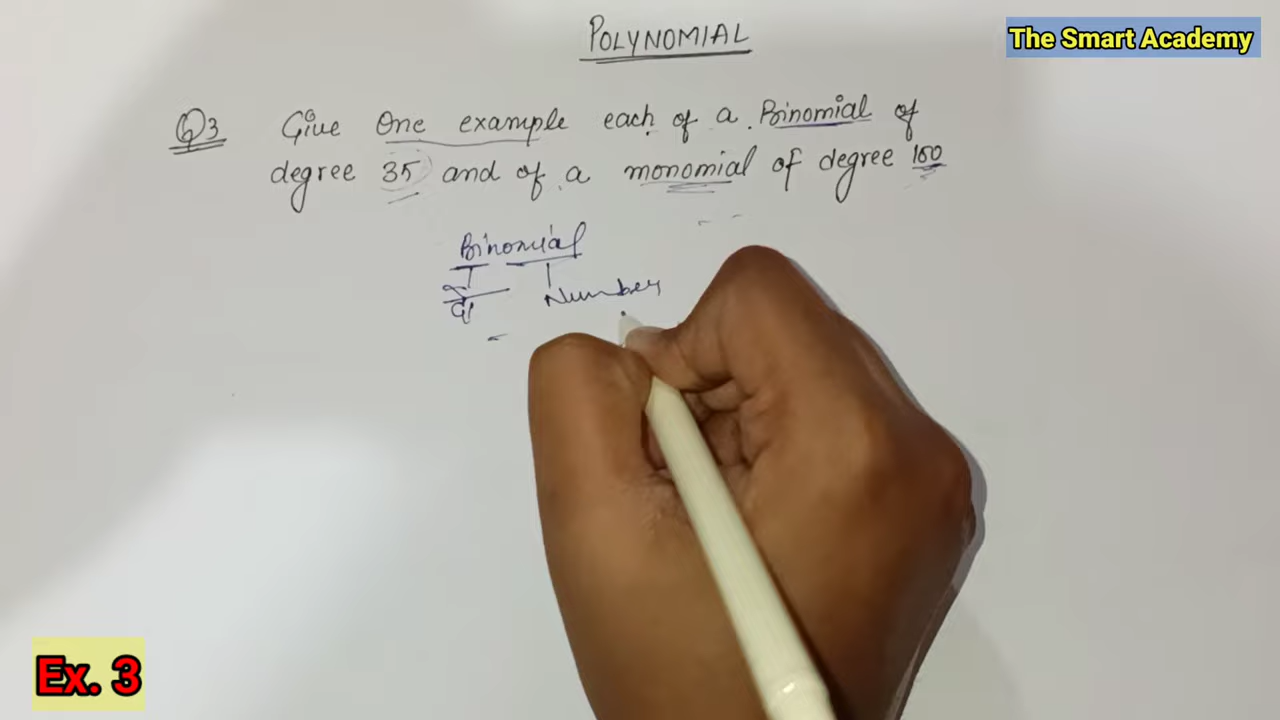 POLYNOMIAL
The Smart Academy
Q3 Give One example each of a Binomial of
degree 35 and of a monomial of degree 100
Binomial
Number
Ex. 3